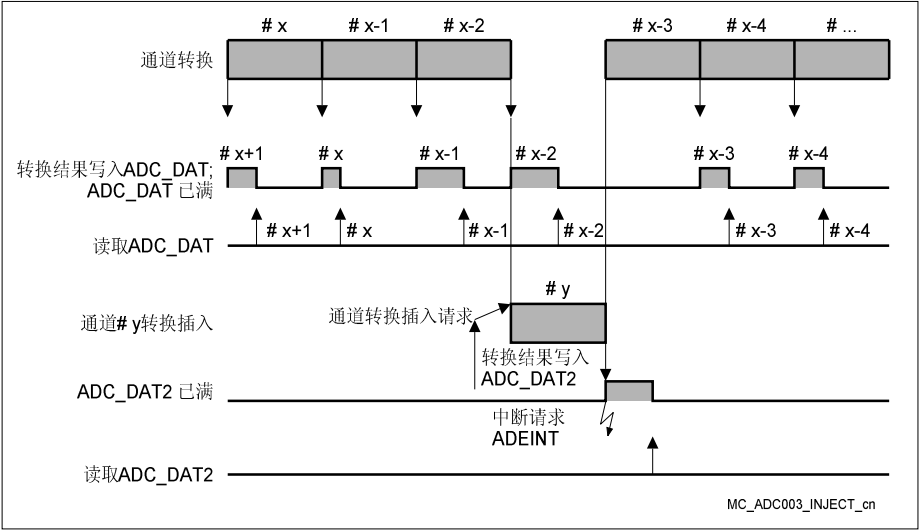 # x # x-1 # x-2 # x-3 # x-4 # ...
通道转换
# x+1 # x # x-1 # x-2 # x-3 # x-4
转换结果写入ADC_DAT;
ADC_DAT 已满
# x+1 # x # x-1 # x-2 # x-3 # x-4
读取ADC_DAT
# y
通道转换插入请求
通道# y转换插入
转换结果写入
ADC_DAT2
ADC_DAT2 已满
中断请求
ADEINT
读取ADC_DAT2
MC_ADC003_INJECT_cn